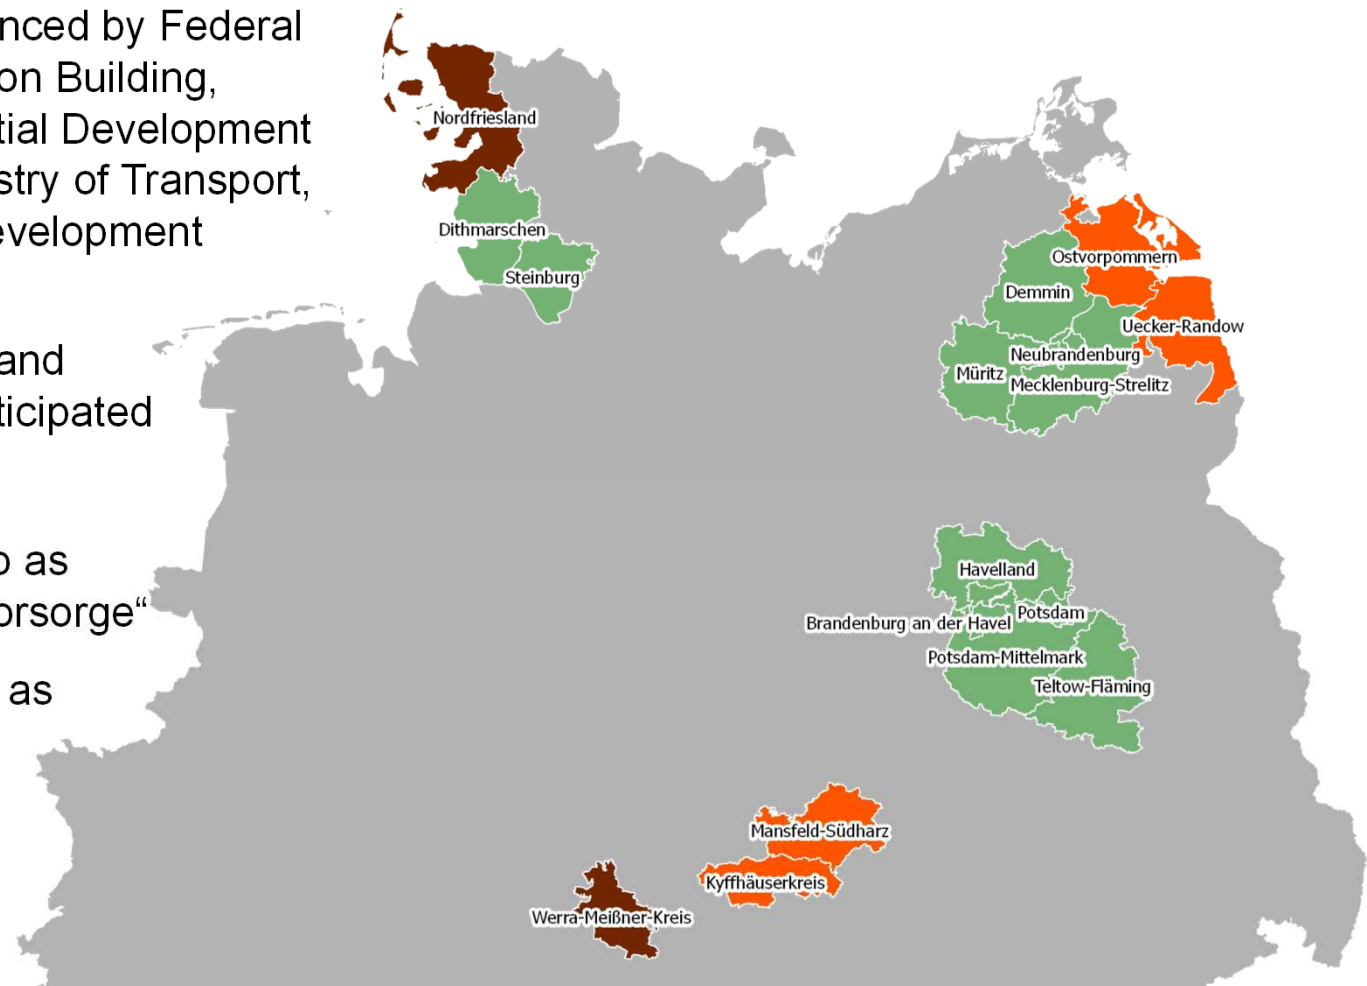 nced by Federal
on Building,
tial Development
stry of Transport,
evelopment
and
ticipated
o as
orsorge“
as
Nordfriesland
Dithmarschen
Steinburg
Ostvorpommern
Demmin
Uecker-Randow
Neubrandenburg
Müritz
Mecklenburg-Strelitz
Havelland
Potsdam
Brandenburg an der Havel
Potsdam-Mittelmark
Teltow-Fläming
Mansfeld-Südharz
Kyffhäuserkreis
Werra-Meißner-Kreis